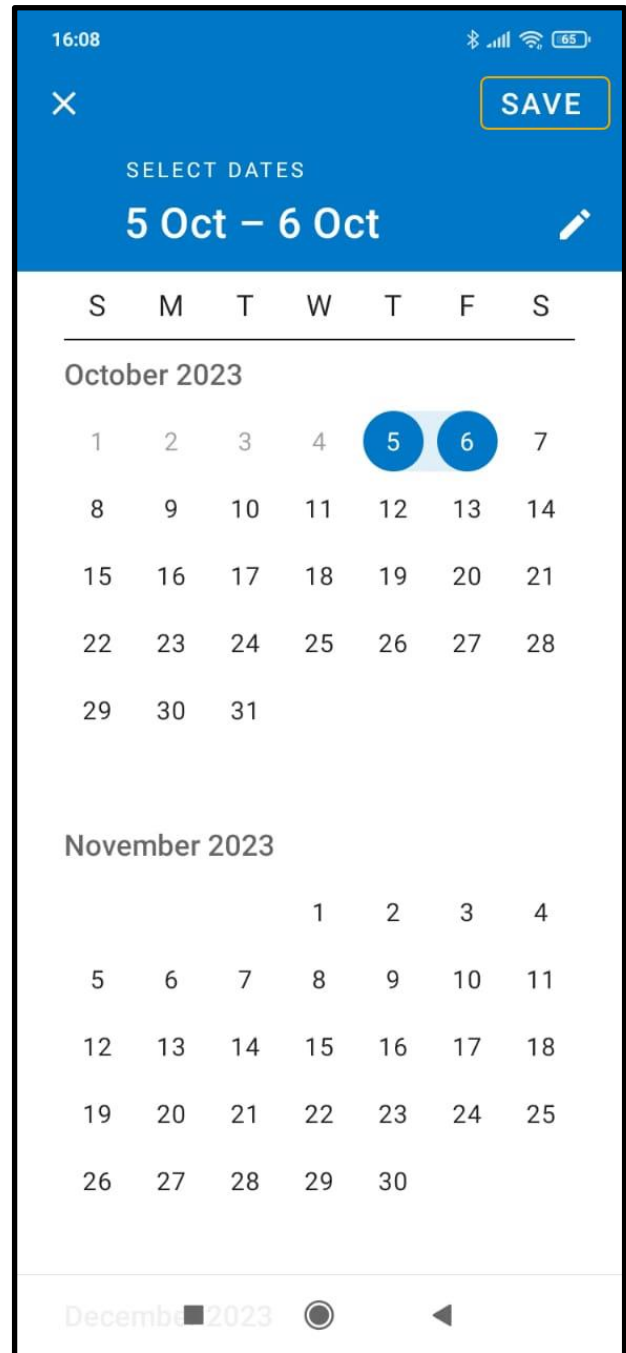 16:08 65
SAVE
SELECT DATES
5 Oct – 6 Oct
S M T W T F S
October 2023
1 2 3 4 5 6 7
8 9 10 11 12 13 14
15 16 17 18 19 20 21
22 23 24 25 26 27 28
29 30 31
November 2023
1 2 3 4
5 6 7 8 9 10 11
12 13 14 15 16 17 18
19 20 21 22 23 24 25
26 27 28 29 30
December 2023